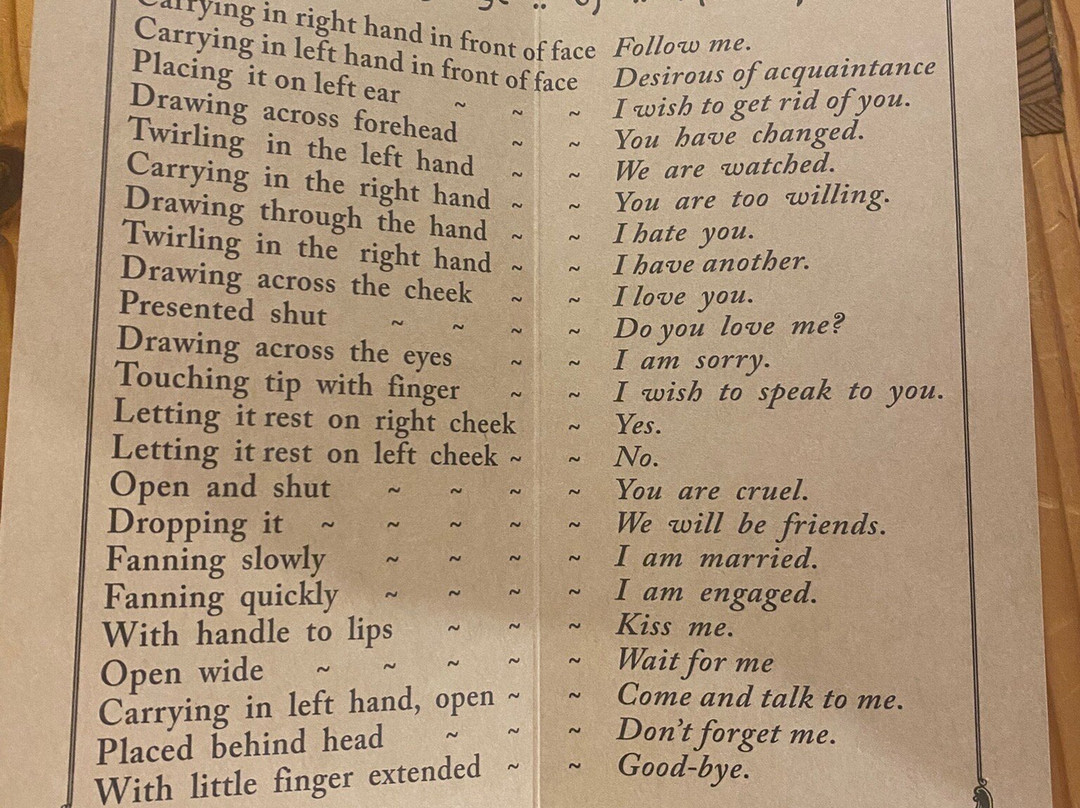 Carrying in right hand in front of face Follow me.
Carrying in left hand in front of face Desirous of acquaintance
Placing it on left ear ~ ~ ~ I wish to get rid of you.
Drawing across forehead ~ ~ You have changed.
Twirling in the left hand ~ ~ We are watched.
Carrying in the right hand ~ ~ You are too willing.
Drawing through the hand ~ ~ I hate you.
Twirling in the right hand ~ ~ I have another.
Drawing across the cheek ~ ~ I love you.
Presented shut ~ ~ ~ ~ Do you love me?
Drawing across the eyes ~ ~ I am sorry.
Touching tip with finger ~ ~ I wish to speak to you.
Letting it rest on right cheek ~ Yes.
Letting it rest on left cheek ~ ~ No.
Open and shut ~ ~ ~ ~ You are cruel.
Dropping it ~ ~ ~ ~ ~ We will be friends.
Fanning slowly ~ ~ ~ ~ I am married.
Fanning quickly ~ ~ ~ ~ I am engaged.
With handle to lips ~ ~ ~ Kiss me.
Open wide ~ ~ ~ ~ ~ Wait for me
Carrying in left hand, open ~ ~ Come and talk to me.
Placed behind head ~ ~ ~ Don't forget me.
With little finger extended ~ ~ Good-bye.